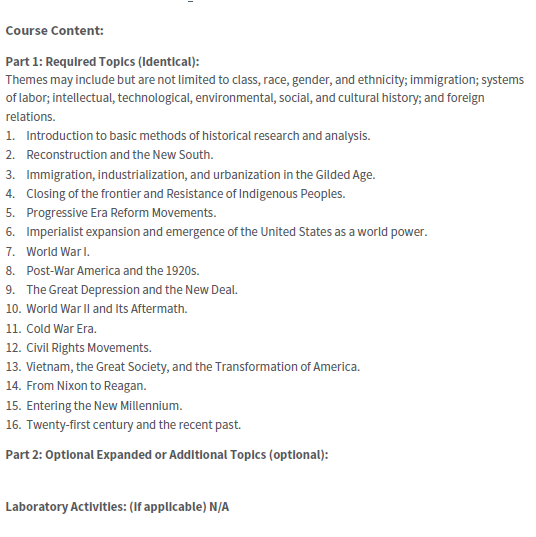 Course Content:
Part 1: Required Topics (Identical):
Themes may include but are not limited to class, race, gender, and ethnicity; immigration; systems
of labor; intellectual, technological, environmental, social, and cultural history; and foreign
relations.
1. Introduction to basic methods of historical research and analysis.
2. Reconstruction and the New South.
3. Immigration, industrialization, and urbanization in the Gilded Age.
4. Closing of the frontier and Resistance of Indigenous Peoples.
5. Progressive Era Reform Movements.
6. Imperialist expansion and emergence of the United States as a world power.
7. World War I.
8. Post-War America and the 1920s.
9. The Great Depression and the New Deal.
10. World War II and Its Aftermath.
11. Cold War Era.
12. Civil Rights Movements.
13. Vietnam, the Great Society, and the Transformation of America.
14. From Nixon to Reagan.
15. Entering the New Millennium.
16. Twenty-first century and the recent past.
Part 2: Optional Expanded or Additional Topics (optional):
Laboratory Activities: (if applicable) N/A